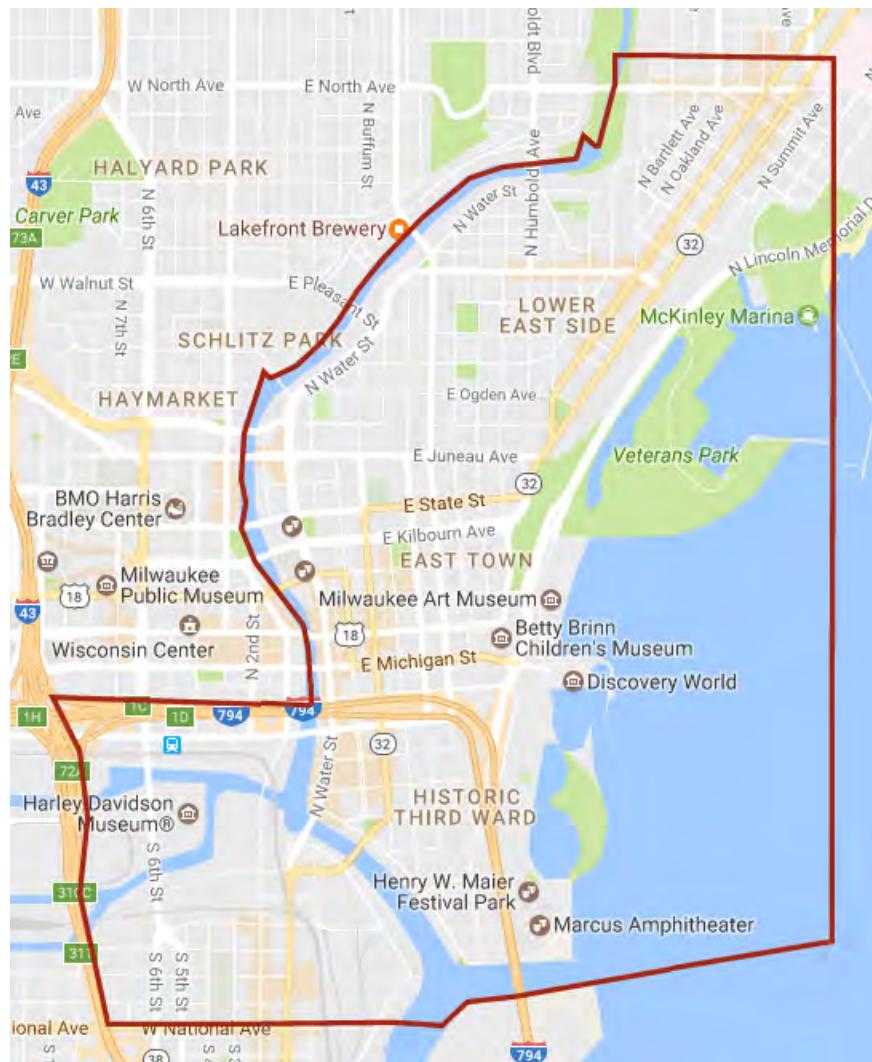 oldt Blvd
W North Ave
E North Ave
Ave
N Buffum St
N Bartlett Ave
N Oakland Ave
N Summit Ave
N
HALYARD PARK
43
N 6th St
N Humboldt Ave
N Water St
Carver Park
Lakefront Brewery
73A
32
N Lincoln Memorial D
W Walnut St
E Pleasant St
N 7th St
LOWER
EAST SIDE
McKinley Marina
SCHLITZ PARK
N Water St
E
HAYMARKET
E Ogden Ave
E Juneau Ave
Veterans Park
32
BMO Harris
Bradley Center
E State St
E Kilbourn Ave
EAST TOWN
Milwaukee
Public Museum
18
43
Milwaukee Art Museum
Wisconsin Center
N 2nd St
18
Betty Brinn
Children's Museum
E Michigan St
Discovery World
1H
1C
1D
794
794
32
N Water St
72A
Harley Davidson
Museum®
HISTORIC
THIRD WARD
S 6th St
Henry W. Maier
Festival Park
310C
Marcus Amphitheater
311
S 6th St
S 5th St
ional Ave
W National Ave
38
S
S 2
S
794